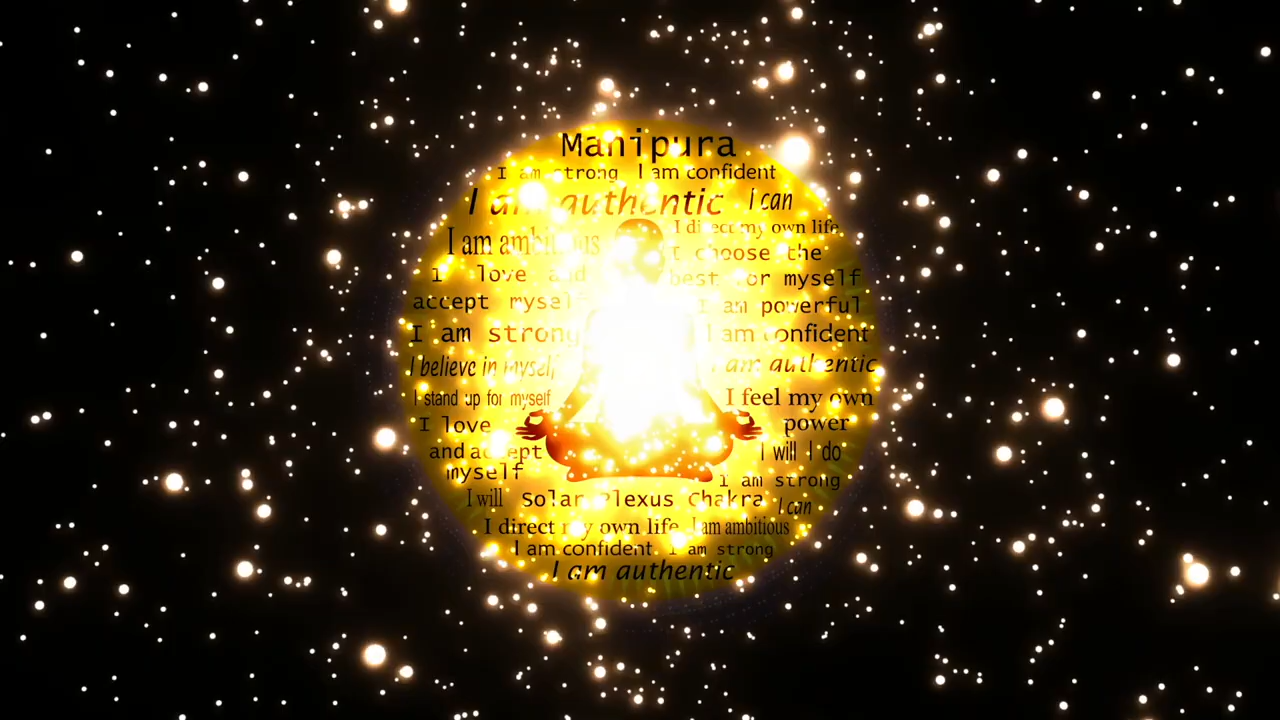 Manipura
I am strong I am confident
I am authentic I can
I direct my own life
I am ambitious
I choose the
best for myself
I love and
accept myself
I am powerful
I am strong
I am confident
I believe in myself
I am authentic
I stand up for myself
I feel my own
power
I love
and accept
myself
I will I do
I am strong
I will Solar Plexus Chakra I can
I direct my own life I am ambitious
I am confident I am strong
I am authentic